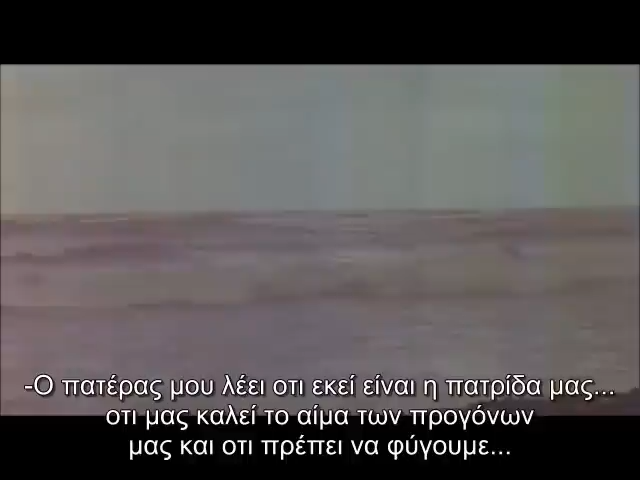 -Ο πατέρας μου λέει οτι εκεί είναι η πατρίδα μας...
οτι μας καλεί το αίμα των προγόνων
μας και οτι πρέπει να φύγουμε...